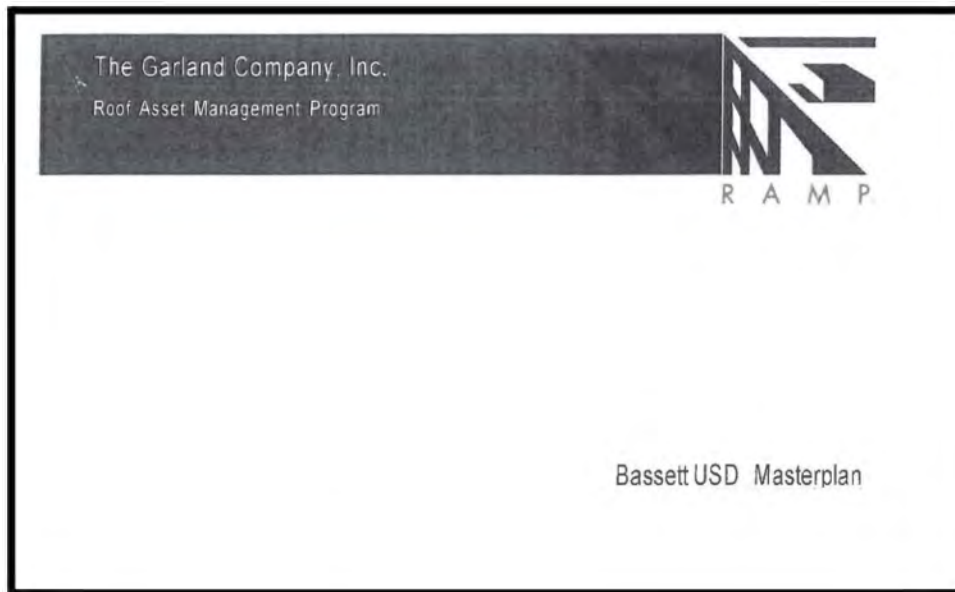 The Garland Company, Inc.
Roof Asset Management Program
R A M P
Bassett USD Masterplan